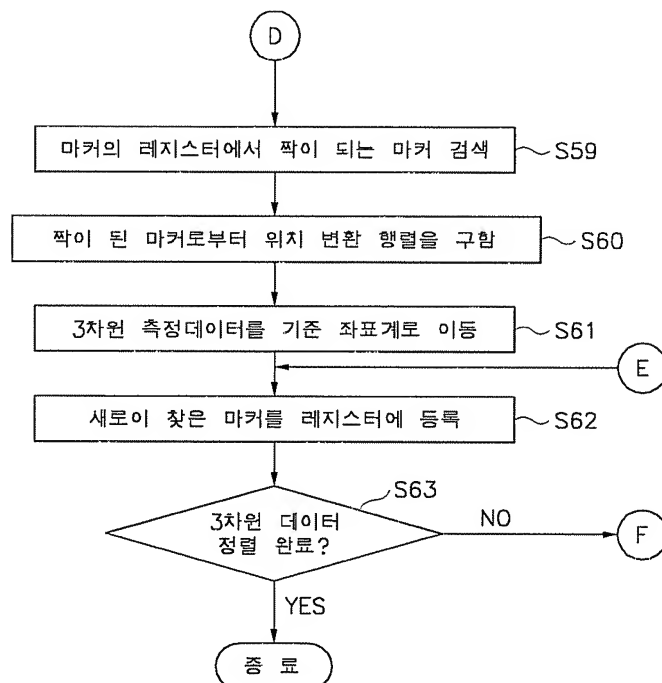 D
마커의 레지스터에서 짝이 되는 마커 검색
S59
짝이 된 마커로부터 위치 변환 행렬을 구함
S60
3차원 측정데이터를 기준 좌표계로 이동
S61
E
새로이 찾은 마커를 레지스터에 등록
S62
S63
3차원 데이터
정렬 완료?
NO
F
YES
종 료